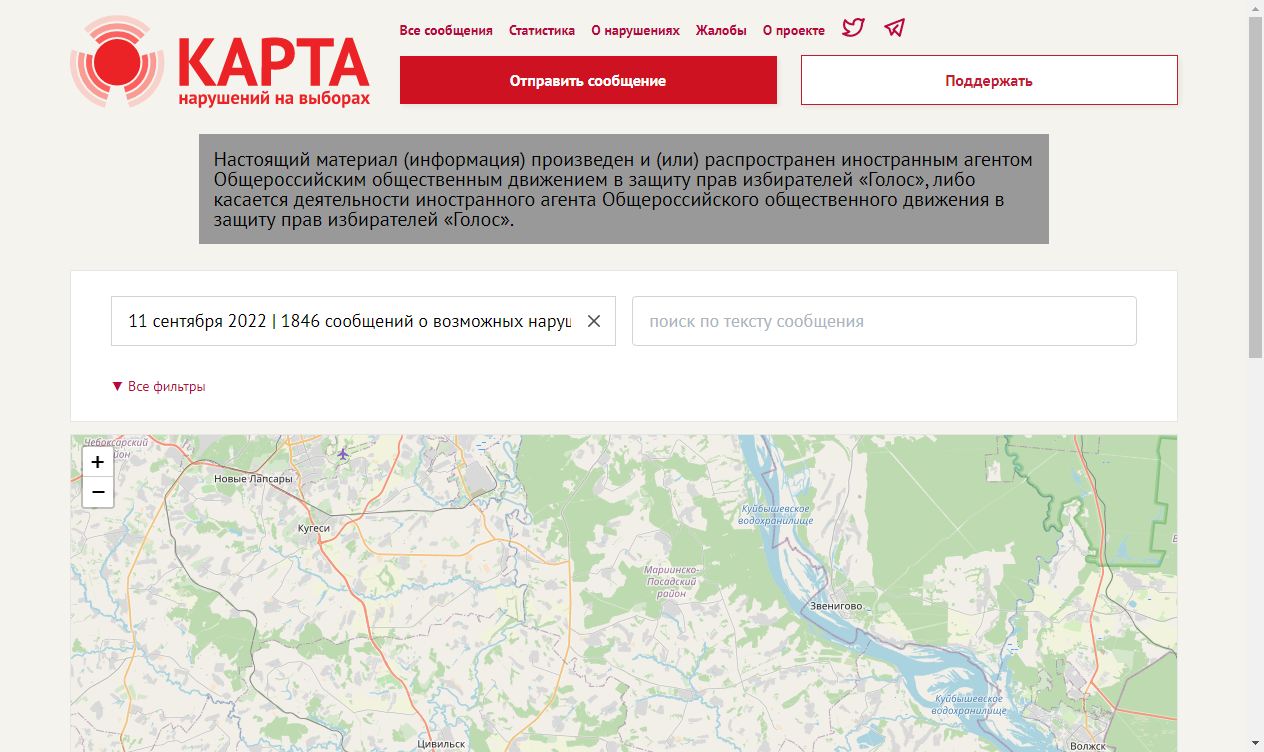 КАРТА
нарушений на выборах
Все сообщения Статистика О нарушениях Жалобы О проекте
Отправить сообщение
Поддержать
Настоящий материал (информация) произведен и (или) распространен иностранным агентом
Общероссийским общественным движением в защиту прав избирателей «Голос», либо
касается деятельности иностранного агента Общероссийского общественного движения в
защиту прав избирателей «Голос».
11 сентября 2022 | 1846 сообщений о возможных
поиск по тексту сообщения
▼ Все фильтры
Чебоксарский
+
−
Новые Лапсары
Кугеси
Куйбышевское
водохранилище
Мариинско-
Посадский
район
Звенигово
Куйбышевское
водохранилище
Цивильск
Волжск